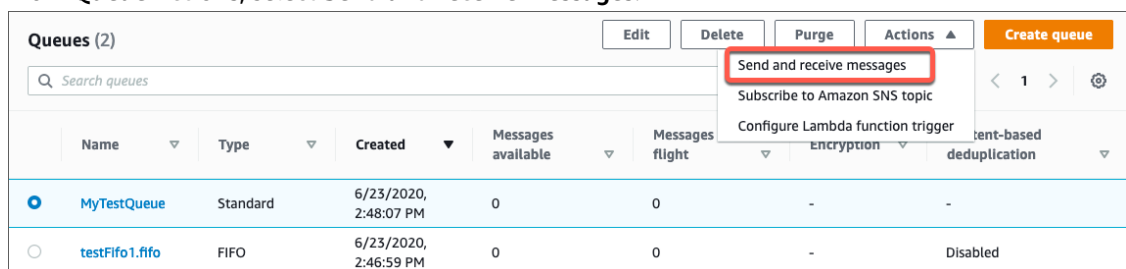 Queues (2)
Edit
Delete
Purge
Actions
Create queue
Search queues
Send and receive messages
1
Subscribe to Amazon SNS topic
Configure Lambda function trigger
Name
Type
Created
Messages
available
Messages
flight
Encryption
deduplication
MyTestQueue
Standard
6/23/2020,
2:48:07 PM
0
0
-
-
testFifo1.fifo
FIFO
6/23/2020,
2:46:59 PM
0
0
-
Disabled